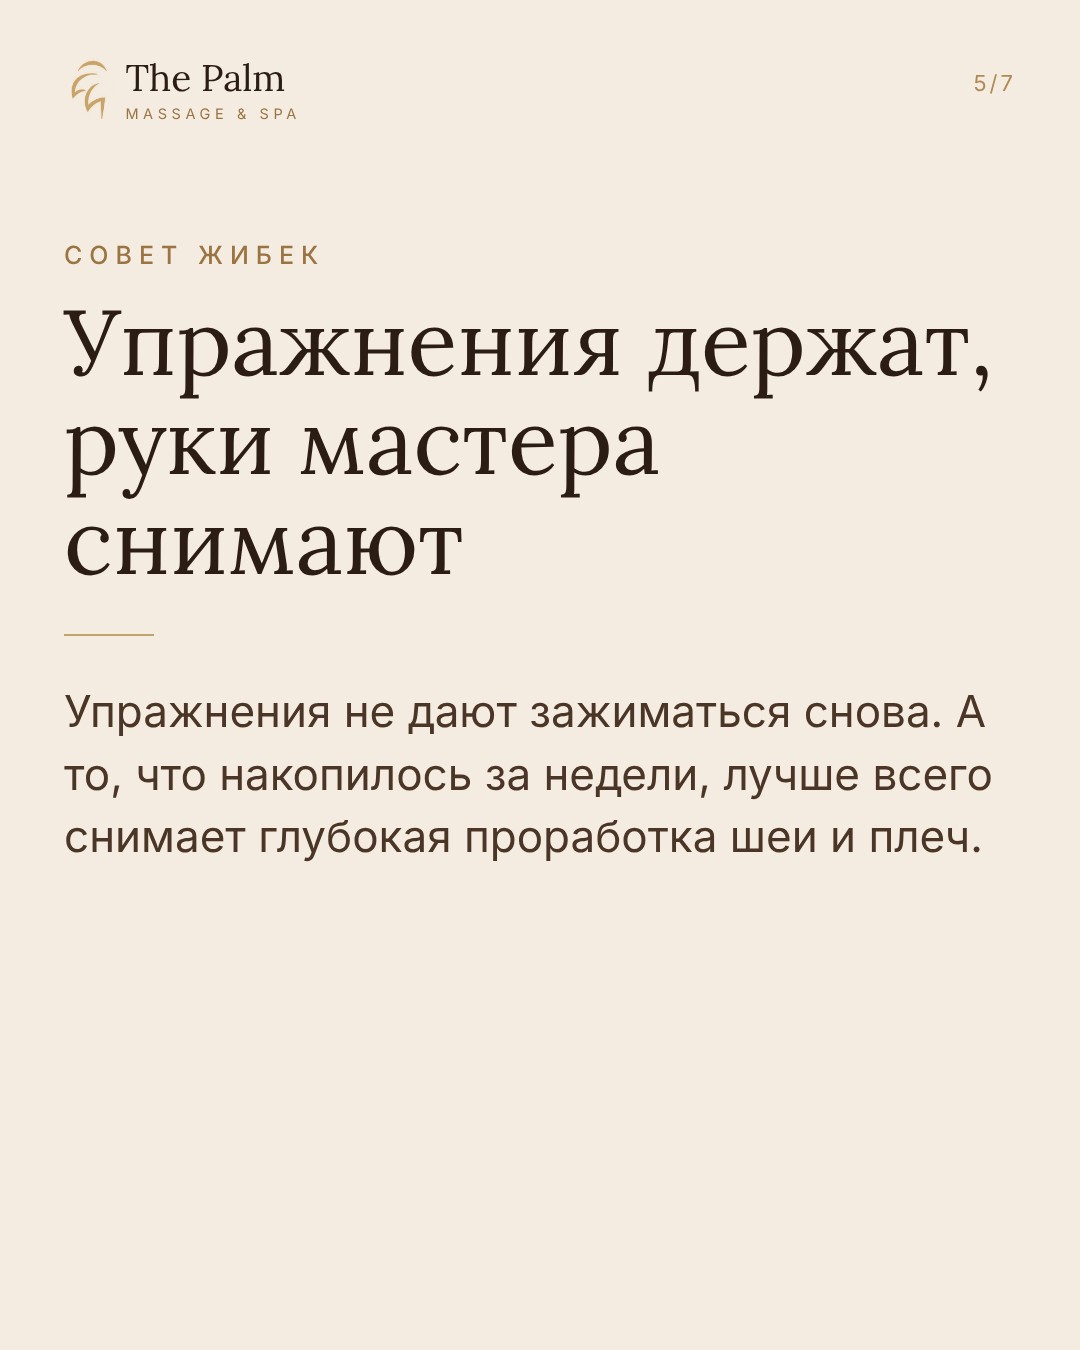 The Palm
MASSAGE & SPA
5/7
СОВЕТ ЖИБЕК
Упражнения держат,
руки мастера
снимают
Упражнения не дают зажиматься снова. А
то, что накопилось за недели, лучше всего
снимает глубокая проработка шеи и плеч.